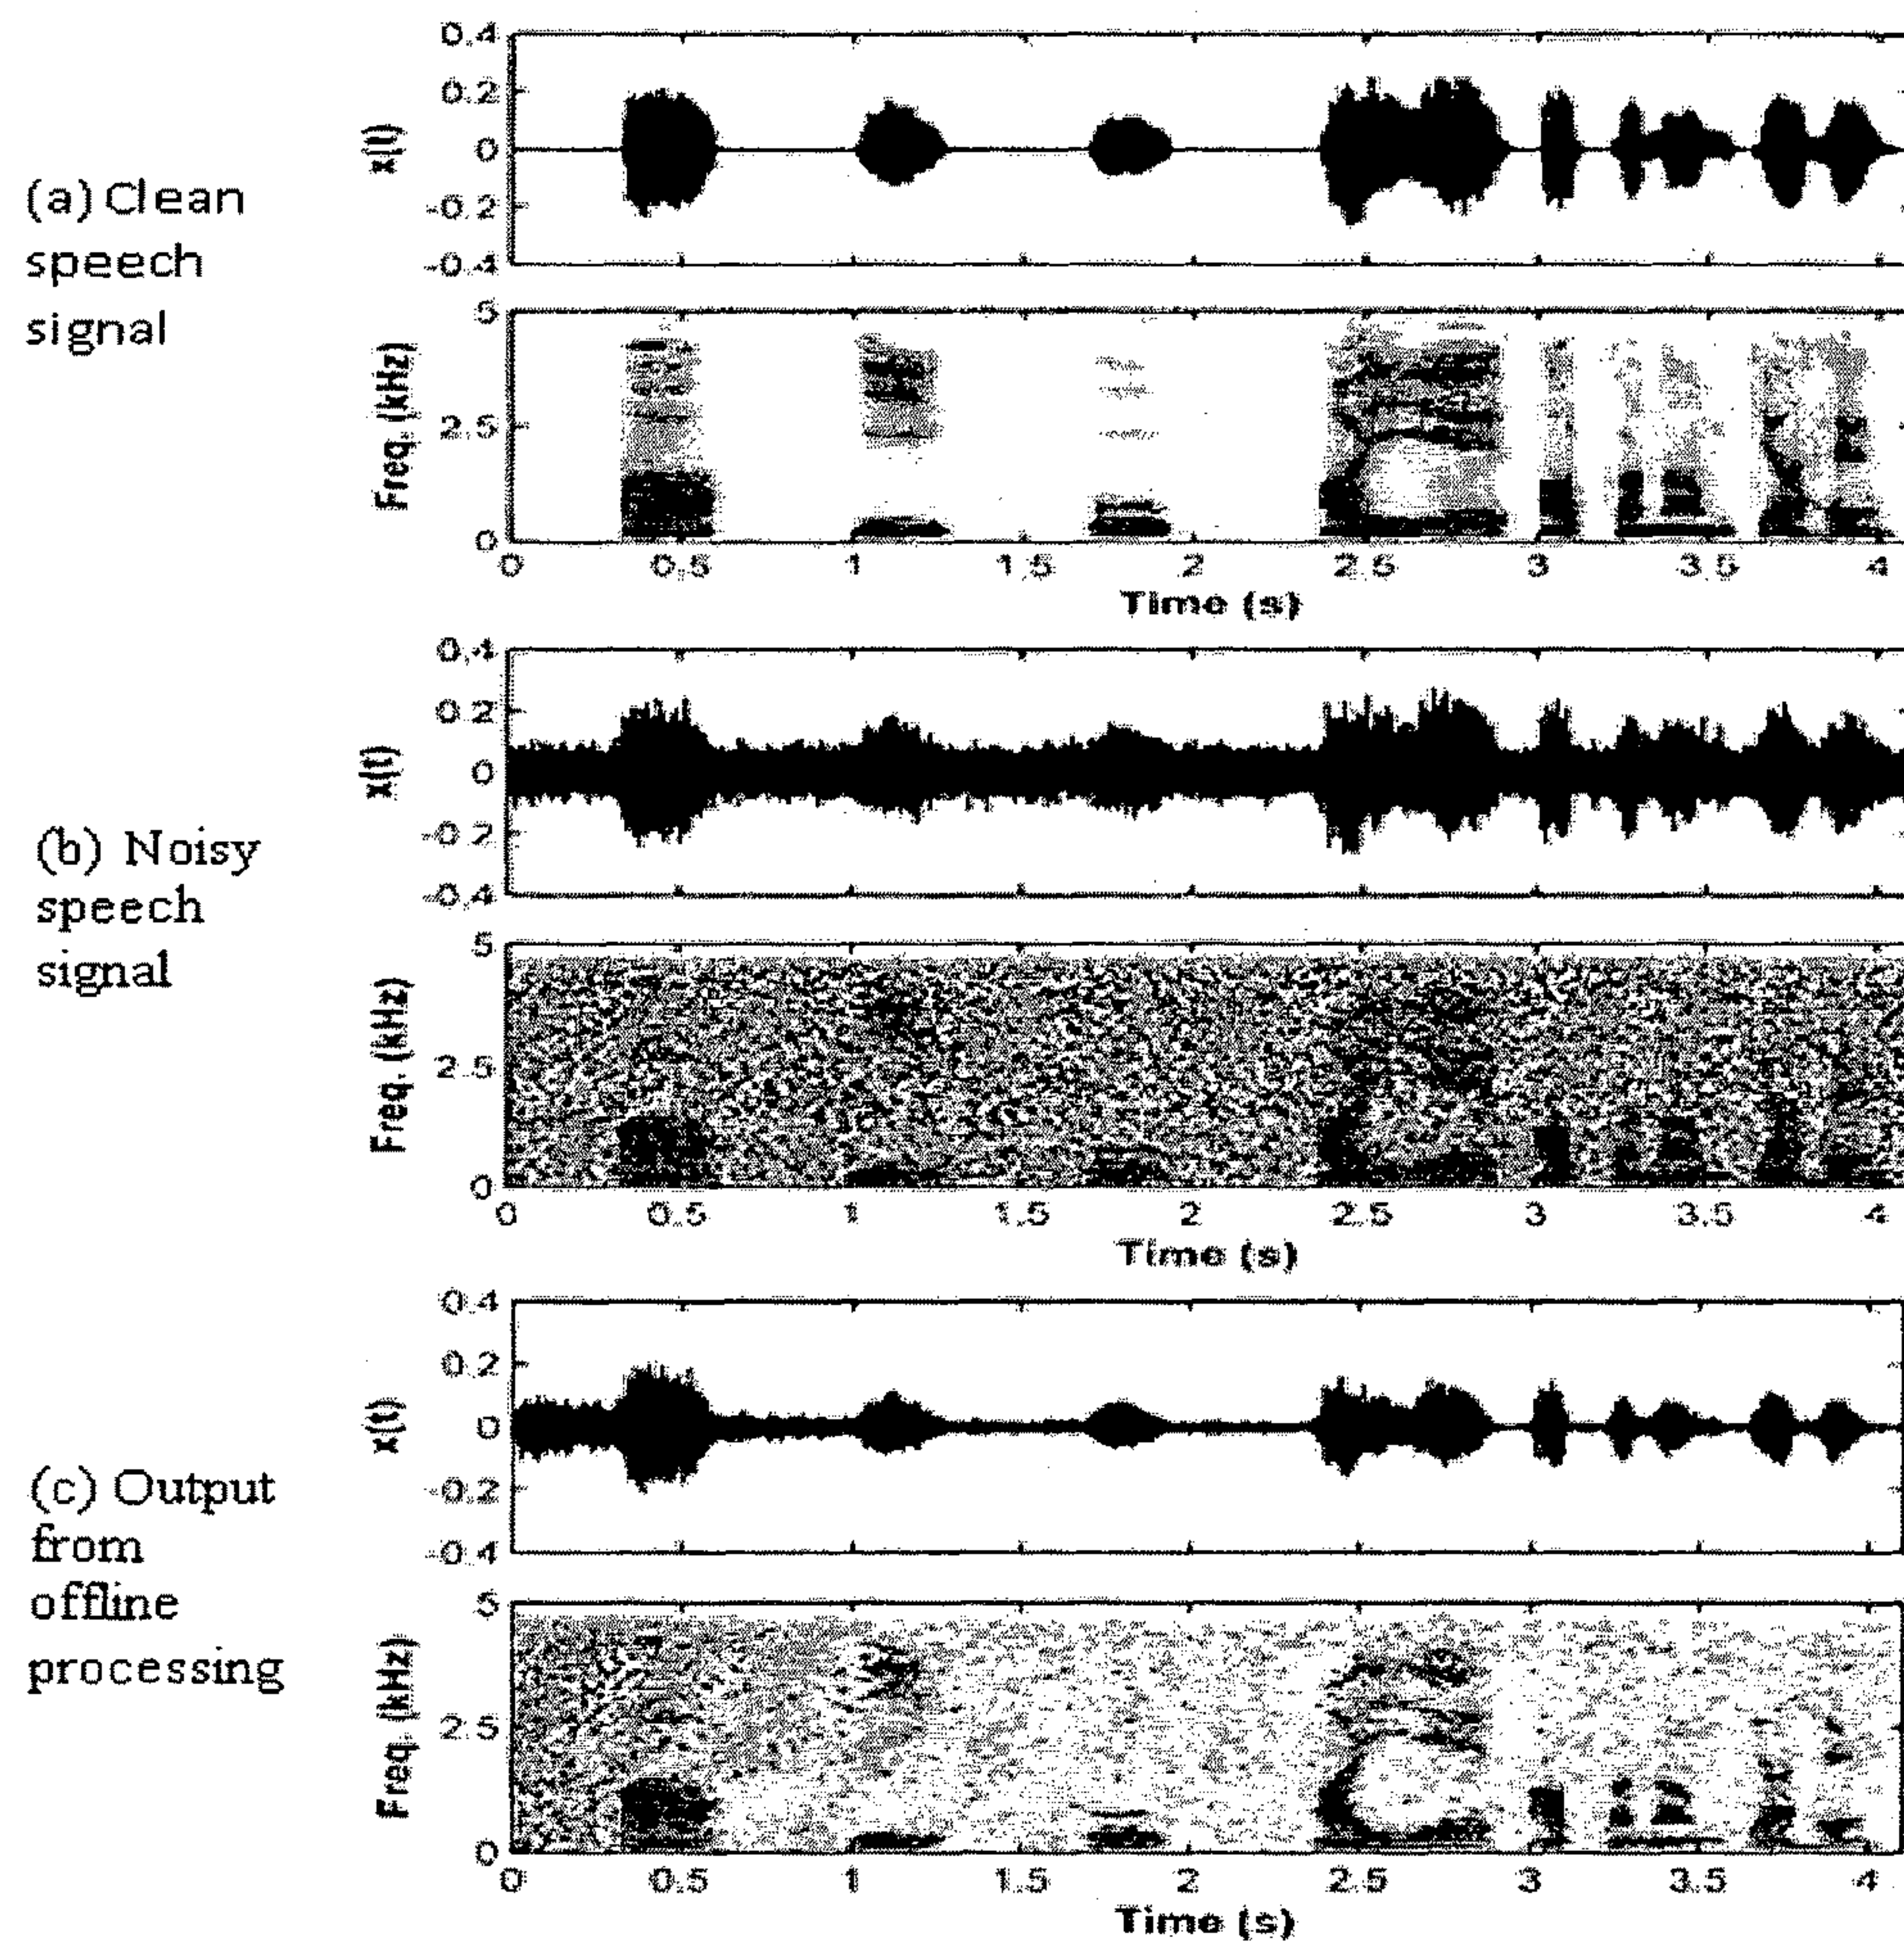 0.4
0.2
0
-0.2
-0.4
x(t)
(a) Clean
speech
signal
5
2.5
0
Freq. (kHz)
0 0.5 1 1.5 2 2.5 3 3.5 4
Time (s)
0.4
0.2
0
-0.2
-0.4
x(t)
(b) Noisy
speech
signal
5
2.5
0
Freq. (kHz)
0 0.5 1 1.5 2 2.5 3 3.5 4
Time (s)
0.4
0.2
0
-0.2
-0.4
x(t)
(c) Output
from
offline
processing
5
2.5
0
Freq. (kHz)
0 0.5 1 1.5 2 2.5 3 3.5 4
Time (s)